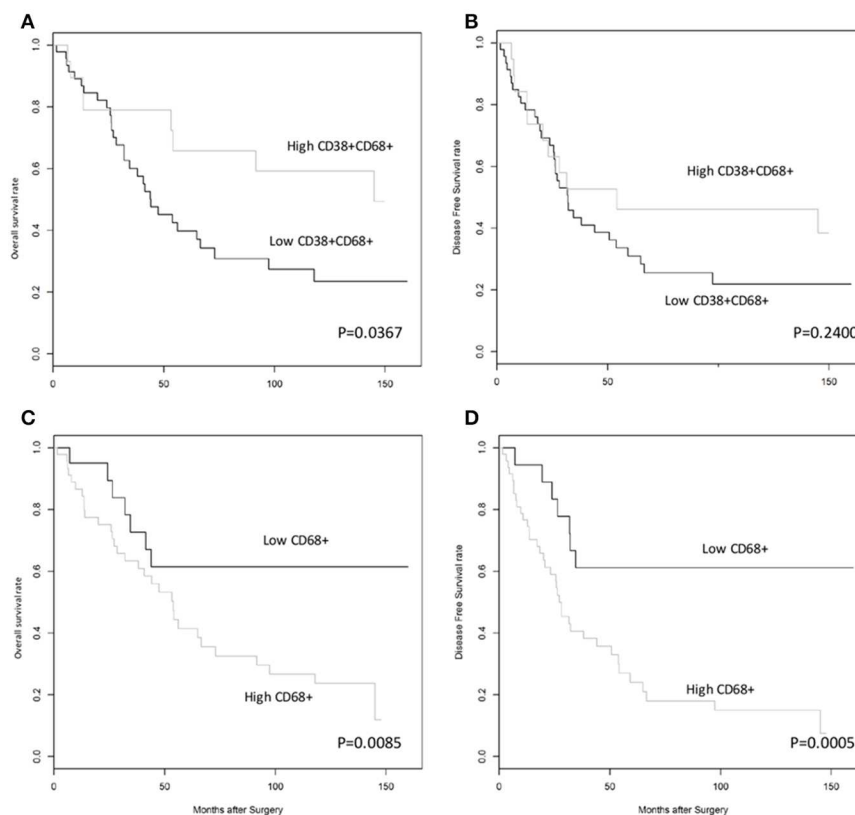 A
Overall survival rate
1.0
0.8
0.6
0.4
0.2
0.0
High CD38+CD68+
Low CD38+CD68+
P=0.0367
0
50
100
150
B
Disease Free Survival rate
1.0
0.8
0.6
0.4
0.2
0.0
High CD38+CD68+
Low CD38+CD68+
P=0.2400
0
50
150
C
Overall survival rate
1.0
0.8
0.6
0.4
0.2
0.0
Low CD68+
High CD68+
P=0.0085
0
50
100
150
Months after Surgery
D
Disease Free Survival rate
1.0
0.8
0.6
0.4
0.2
0.0
Low CD68+
High CD68+
P=0.0005
0
50
100
150
Months after Surgery